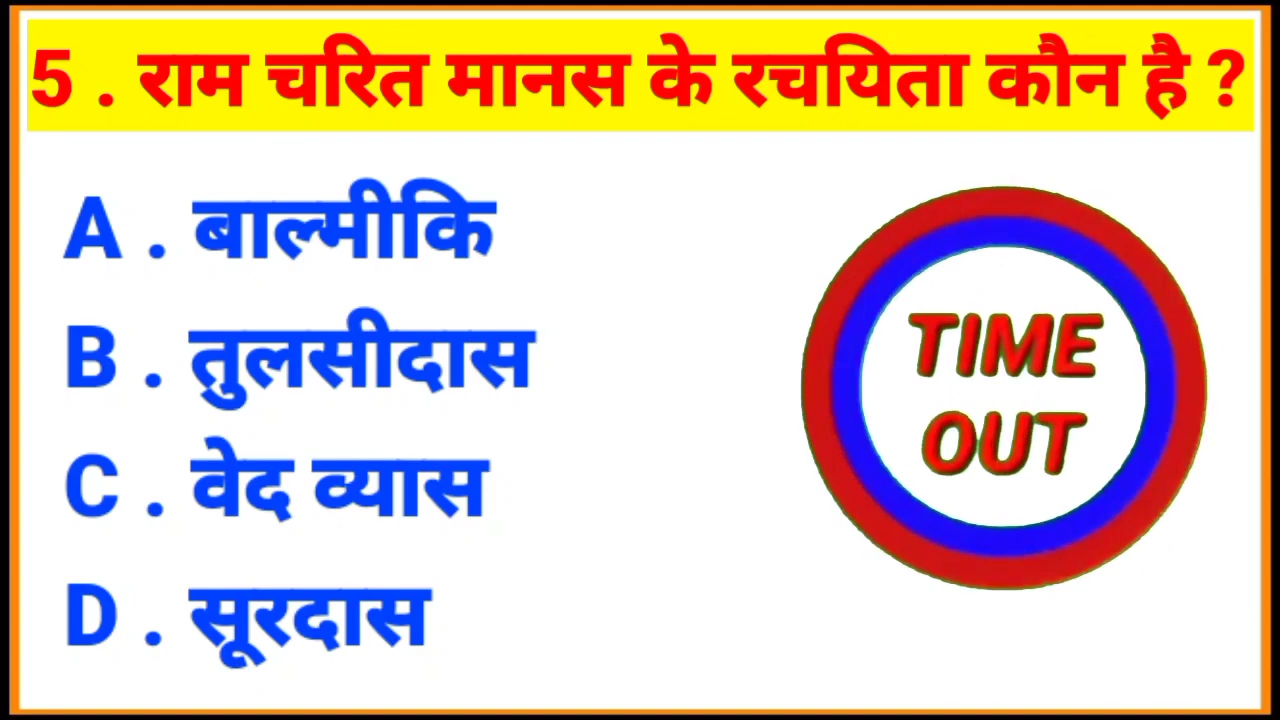 5 . राम चरित मानस के रचयिता कौन है ?
A . बाल्मीकि
B . तुलसीदास
C . वेद व्यास
D . सूरदास
TIME
OUT